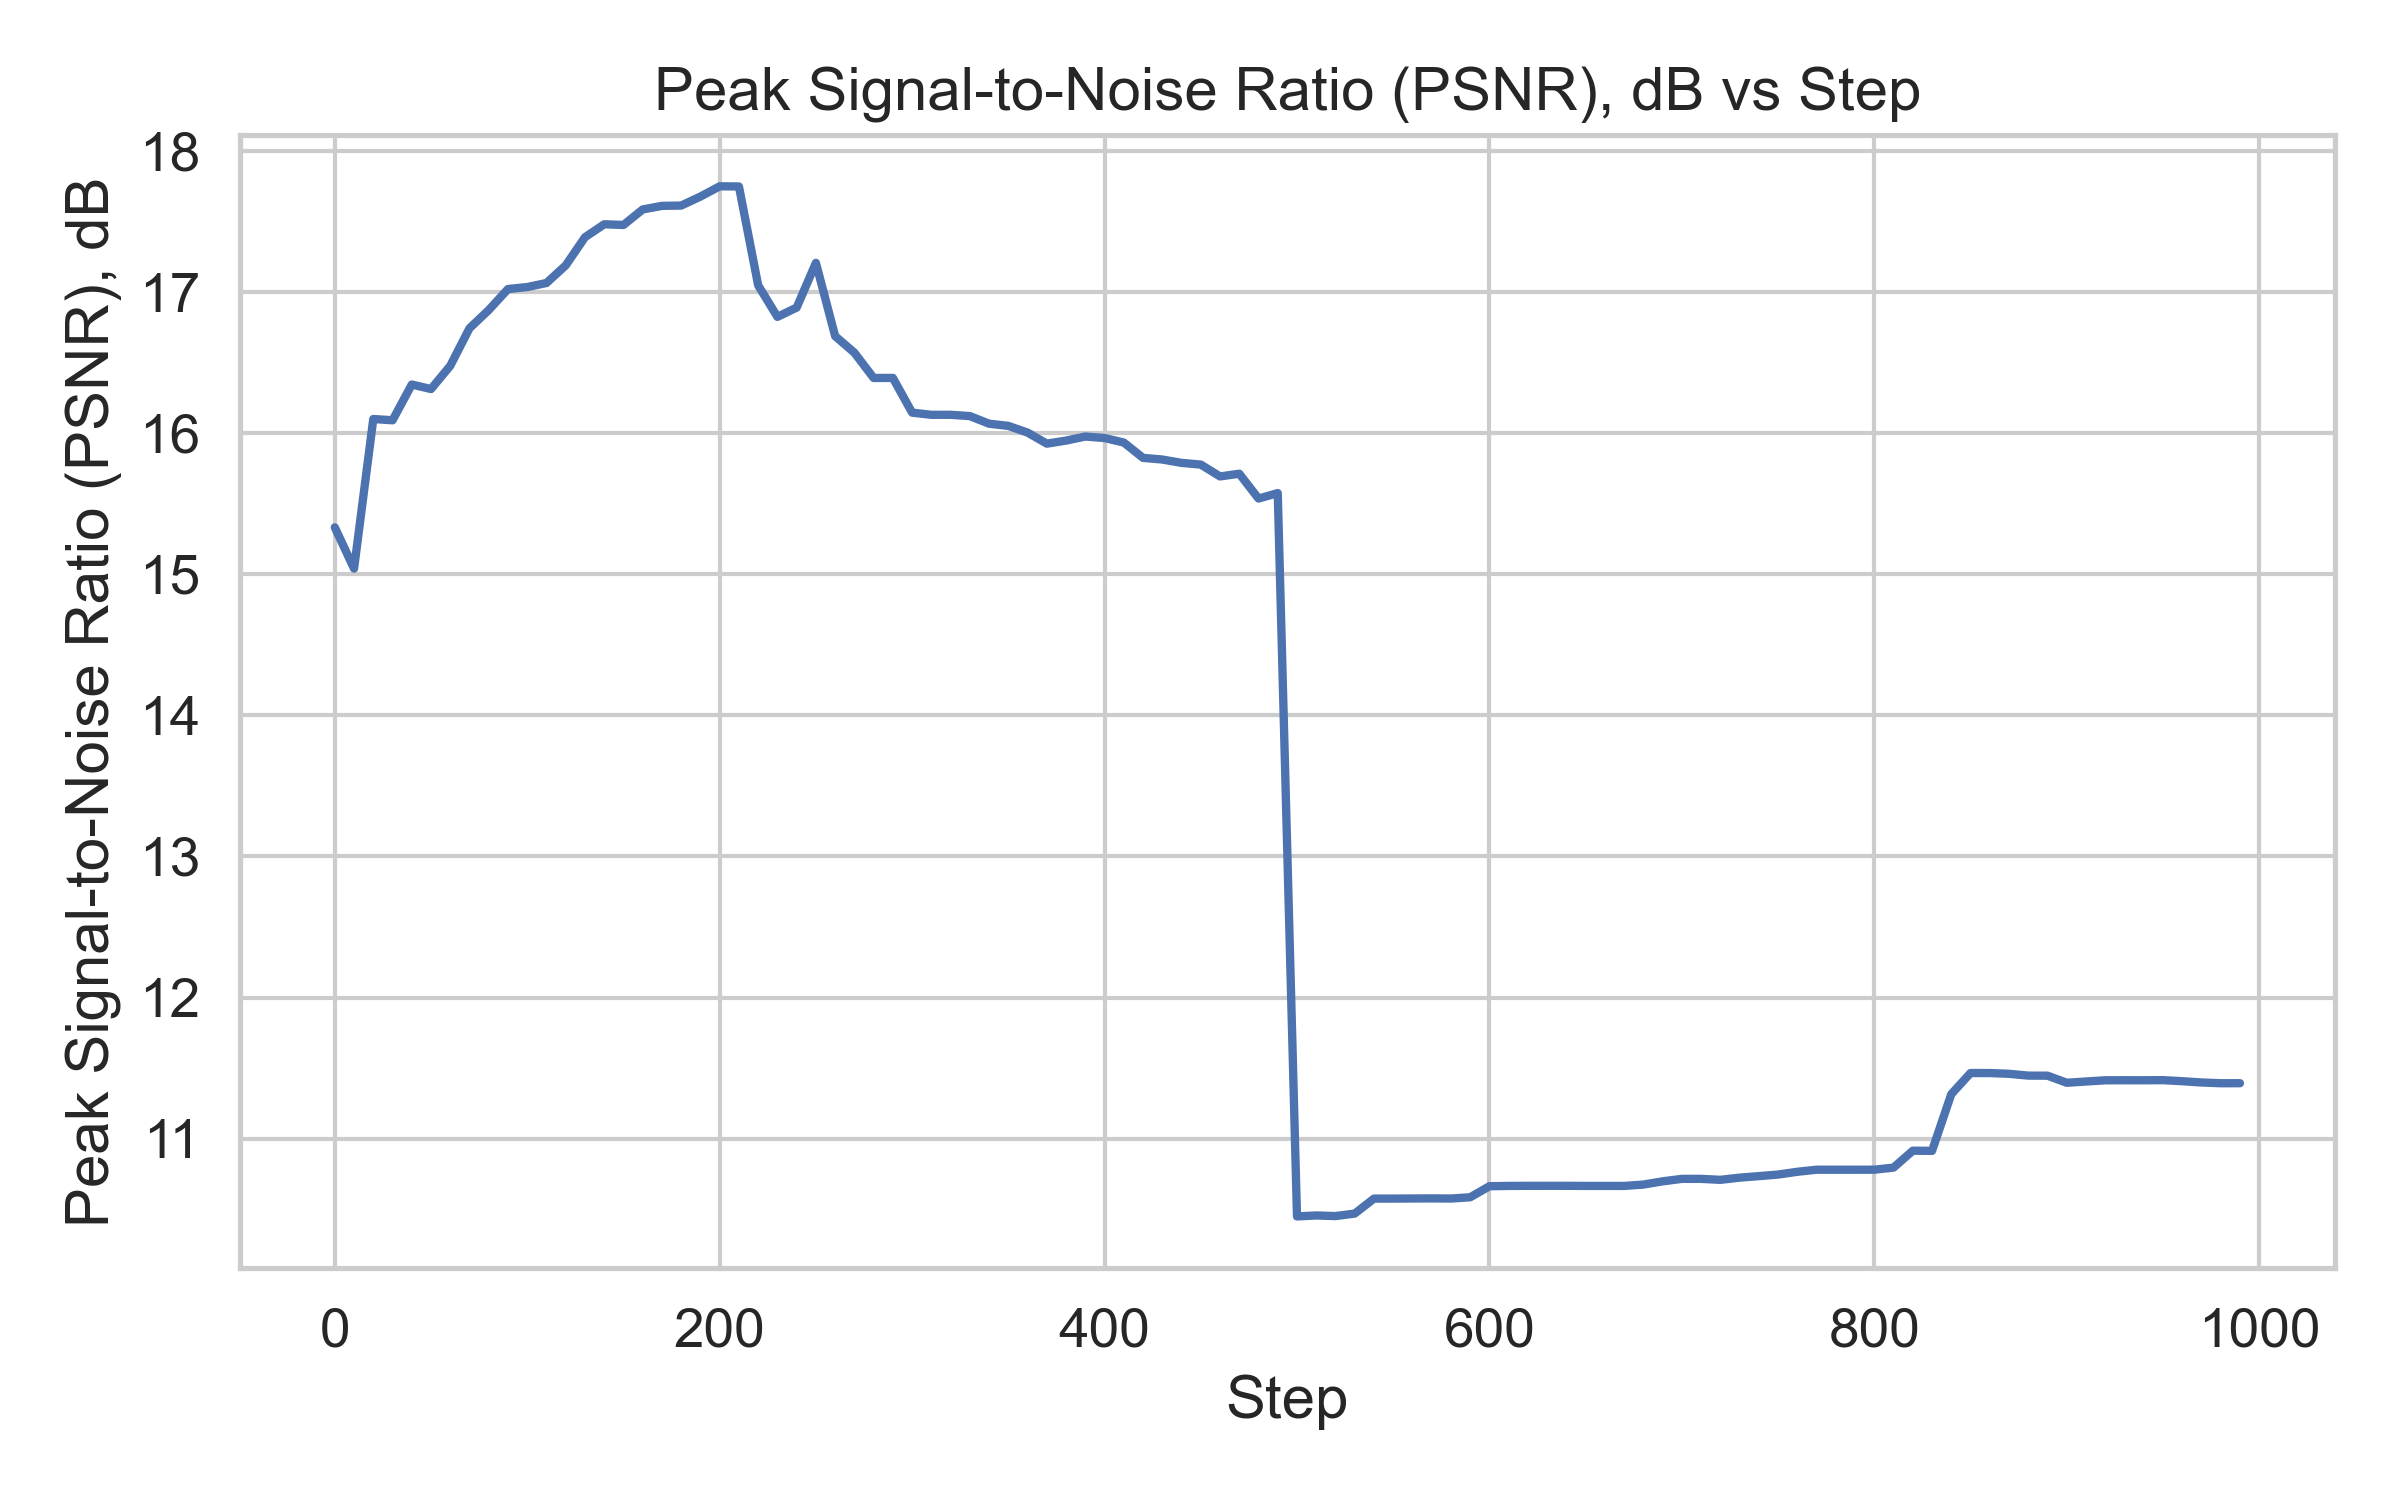 Peak Signal-to-Noise Ratio (PSNR), dB vs Step
Peak Signal-to-Noise Ratio (PSNR), dB
18
17
16
15
14
13
12
11
0 200 400 600 800 1000
Step